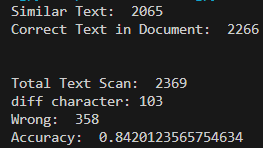 Similar Text:  2065
Correct Text in Document:  2266
Total Text Scan:  2369
diff character: 103
Wrong:  358
Accuracy:  0.8420123565754634